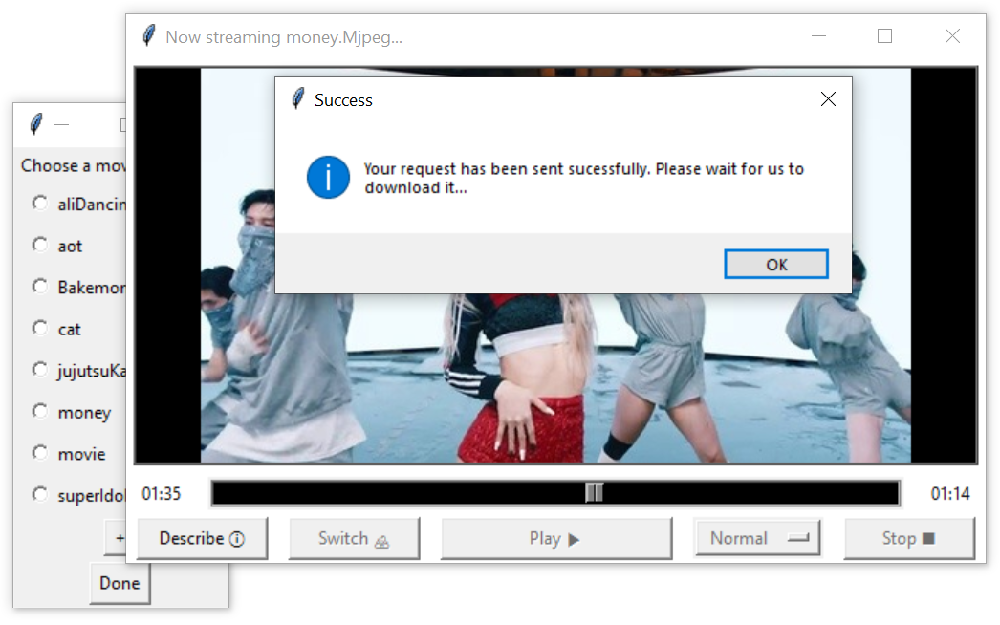 Now streaming money.Mjpeg...
Success
Your request has been sent sucessfully. Please wait for us to
download it...
OK
Choose a mov
aliDancin
aot
Bakemor
cat
jujutsuKa
money
movie
superIdol
+
Done
01:35
01:14
Describe ⓘ
Switch
Play ▶
Normal
Stop ■